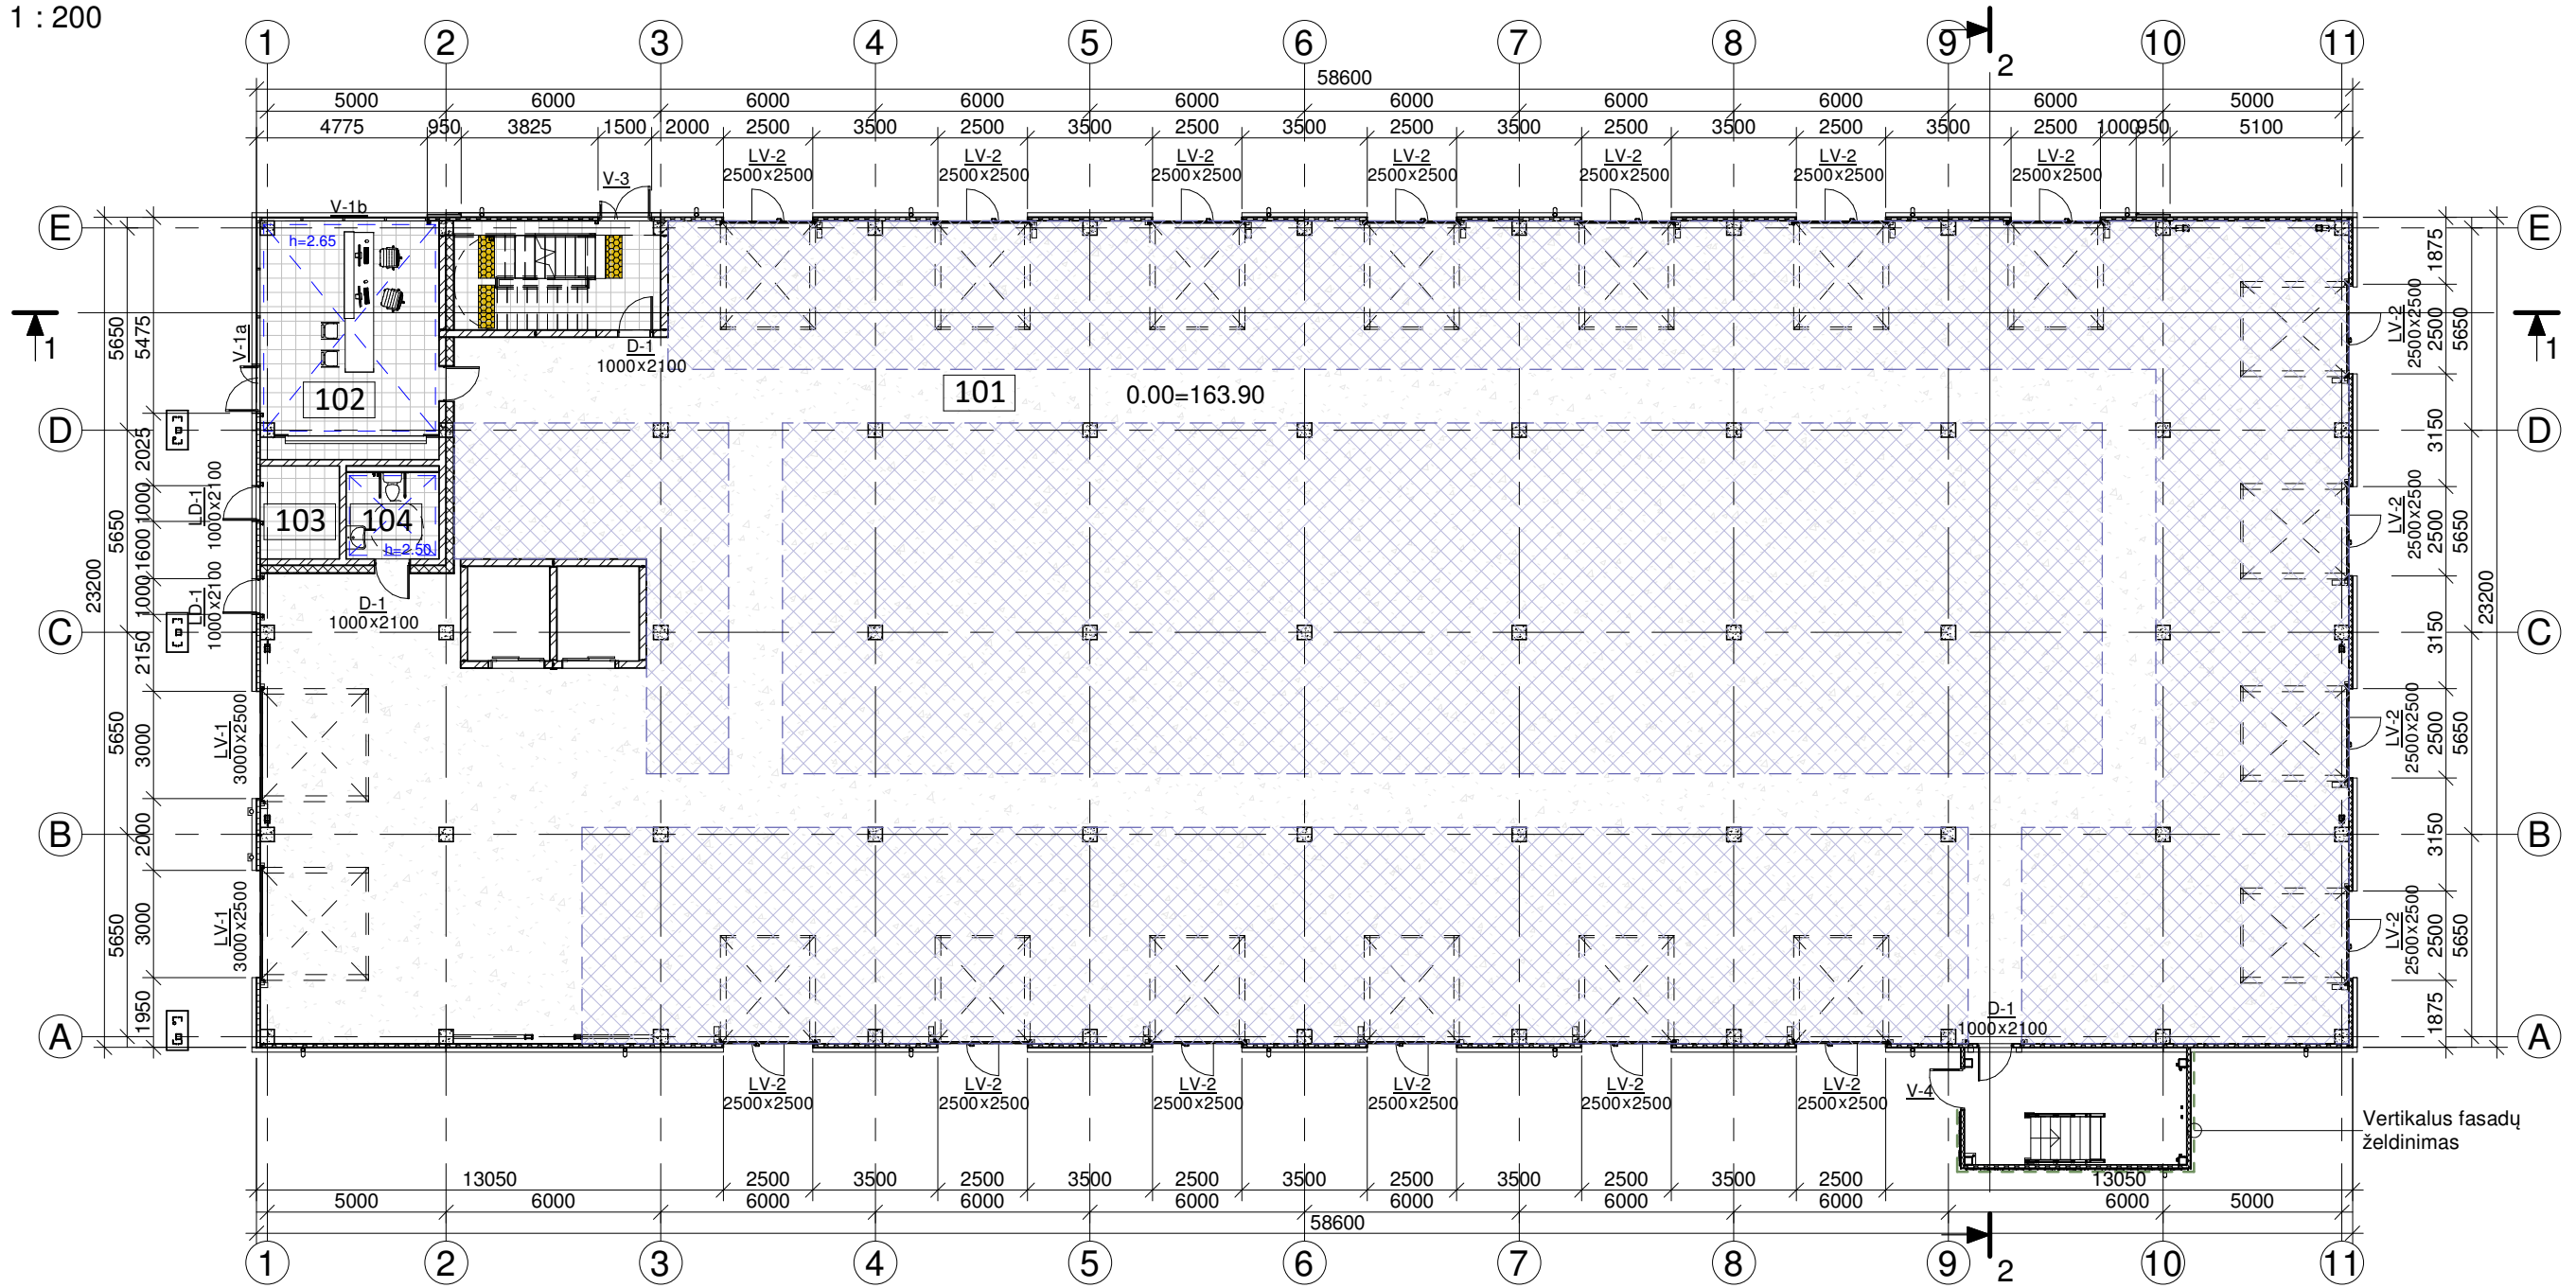 1 : 200
1 2 3 4 5 6 7 8 9 10 11
2
58600
5000 6000 6000 6000 6000 6000 6000 6000 6000 5000
4775 950 3825 1500 2000 2500 3500 2500 3500 2500 3500 2500 3500 2500 3500 2500 3500 2500 1000 950 5100
LV-2 LV-2 LV-2 LV-2 LV-2 LV-2 LV-2
2500x2500 2500x2500 2500x2500 2500x2500 2500x2500 2500x2500 2500x2500
V-3
V-1b
E E
h=2.65
1 1
V-1a
D-1
1000x2100
102
101
0.00=163.90
D D
103
104
h=2.50
LD-1
1000x2100
LD-1
1000x2100
D-1
1000x2100
C C
LV-1
3000x2500
B B
LV-1
3000x2500
A A
23200
5650
5650
5650
5650
5475
2025
1000
1600
1000
2150
3000
2000
3000
1950
1875
2500
3150
2500
3150
2500
3150
2500
1875
5650
5650
5650
5650
23200
LV-2
2500x2500
LV-2
2500x2500
LV-2
2500x2500
LV-2
2500x2500
D-1
1000x2100
LV-2 LV-2 LV-2 LV-2 LV-2 LV-2
2500x2500 2500x2500 2500x2500 2500x2500 2500x2500 2500x2500
V-4
Vertikalus fasadų
želdinimas
13050 2500 3500 2500 3500 2500 3500 2500 3500 2500 3500 2500 13050
5000 6000 6000 6000 6000 6000 6000 6000 6000 5000
58600
1 2 3 4 5 6 7 8 9 10 11
2